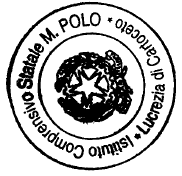 Istituto Comprensivo Statale M. POLO * Lucrezia di Cartoceto *